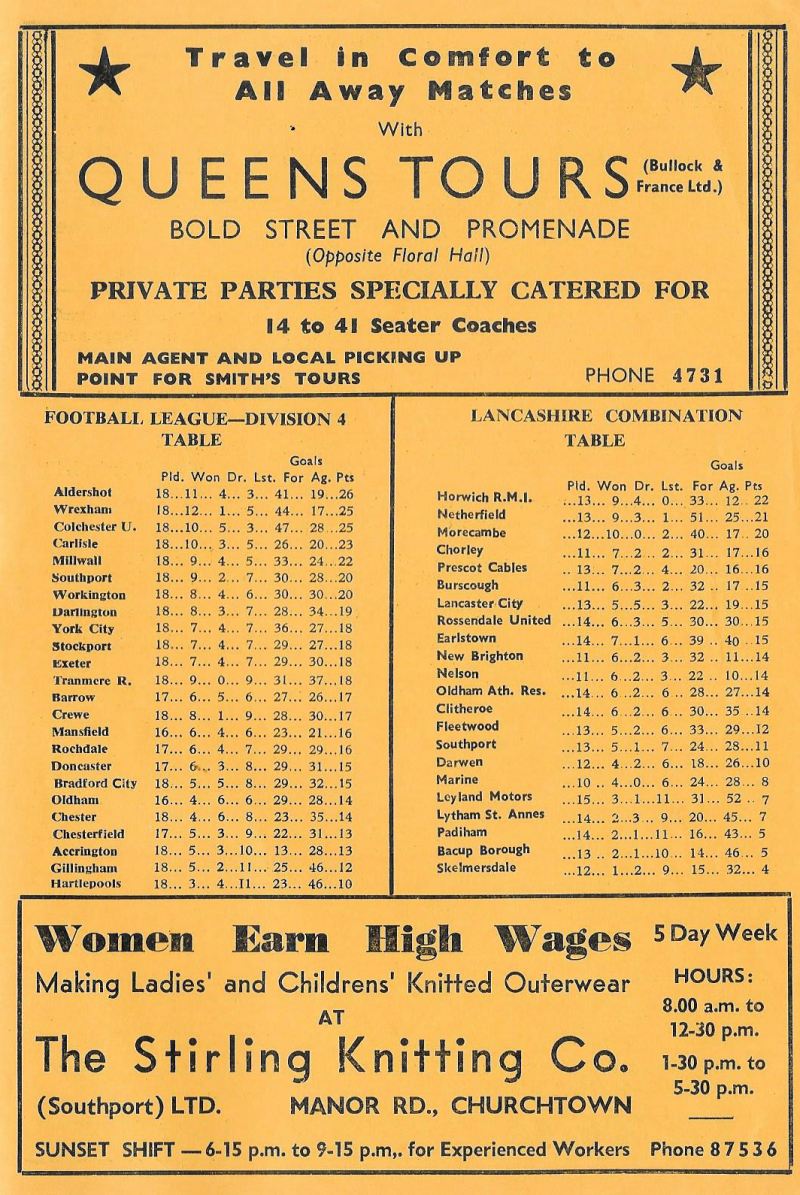 Travel in Comfort to
All Away Matches
With
QUEENS TOURS (Bullock & France Ltd.)
BOLD STREET AND PROMENADE
(Opposite Floral Hall)
PRIVATE PARTIES SPECIALLY CATERED FOR
14 to 41 Seater Coaches
MAIN AGENT AND LOCAL PICKING UP
POINT FOR SMITH'S TOURS PHONE 4731
FOOTBALL LEAGUE—DIVISION 4
TABLE
Goals
Pld. Won Dr. Lst. For Ag. Pts
Aldershot 18...11... 4... 3... 41... 19...26
Wrexham 18...12... 1... 5... 44... 17...25
Colchester U. 18...10... 3... 5... 47... 28...25
Carlisle 18...10... 3... 5... 26... 20...23
Millwall 18... 9... 4... 5... 33... 24...22
Southport 18... 9... 2... 7... 30... 28...20
Workington 18... 8... 4... 6... 30... 30...20
Darlington 18... 8... 3... 7... 28... 34...19
York City 18... 7... 4... 7... 36... 27...18
Stockport 18... 7... 4... 7... 29... 27...18
Exeter 18... 7... 4... 7... 29... 30...18
Tranmere R. 18... 9... 0... 9... 31... 37...18
Barrow 17... 6... 5... 6... 27... 26...17
Crewe 18... 8... 1... 9... 28... 30...17
Mansfield 16... 6... 4... 6... 23... 21...16
Rochdale 17... 6... 4... 7... 29... 29...16
Doncaster 17... 6... 3... 8... 29... 31...15
Bradford City 18... 5... 5... 8... 29... 32...15
Oldham 16... 4... 6... 6... 29... 28...14
Chester 18... 4... 6... 8... 23... 35...14
Chesterfield 17... 5... 3... 9... 22... 31...13
Accrington 18... 5... 3...10... 13... 28...13
Gillingham 18... 5... 2...11... 25... 46...12
Hartlepools 18... 3... 4...11... 23... 46...10
LANCASHIRE COMBINATION
TABLE
Goals
Pld. Won Dr. Lst. For Ag. Pts
Horwich R.M.I. ...13... 9...4... 0... 33... 12.. 22
Netherfield ...13... 9...3... 1... 51... 25...21
Morecambe ...12...10...0... 2... 40... 17.. 20
Chorley ...11... 7...2.. 2... 31... 17...16
Prescot Cables .. 13... 7...2... 4... 20... 16...16
Burscough ...11... 6...3... 2... 32.. 17...15
Lancaster City ...13... 5...5... 3... 22... 19...15
Rossendale United ...14... 6...3... 5... 30... 30...15
Earlstown ...14... 7...1... 6... 39.. 40...15
New Brighton ...11... 6...2... 3... 32.. 11...14
Nelson ...11... 6...2... 3... 22.. 10...14
Oldham Ath. Res. ...14... 6...2... 6... 28... 27...14
Clitheroe ...14... 6...2... 6... 30... 35...14
Fleetwood ...13... 5...2... 6... 33... 29...12
Southport ...13... 5...1... 7... 24... 28...11
Darwen ...12... 4...2... 6... 18... 26...10
Marine ...10.. 4...0... 6... 24... 28... 8
Leyland Motors ...15... 3...1...11... 31... 52.. 7
Lytham St. Annes ...14... 2...3... 9... 20... 45... 7
Padiham ...14... 2...1...11... 16... 43... 5
Bacup Borough ...13.. 2...1...10... 14... 46... 5
Skelmersdale ...12... 1...2... 9... 15... 32... 4
Women Earn High Wages
Making Ladies' and Childrens' Knitted Outerwear
AT
The Stirling Knitting Co.
(Southport) LTD. MANOR RD., CHURCHTOWN
5 Day Week
HOURS:
8.00 a.m. to
12-30 p.m.
1-30 p.m. to
5-30 p.m.
SUNSET SHIFT — 6-15 p.m. to 9-15 p.m,. for Experienced Workers Phone 87536